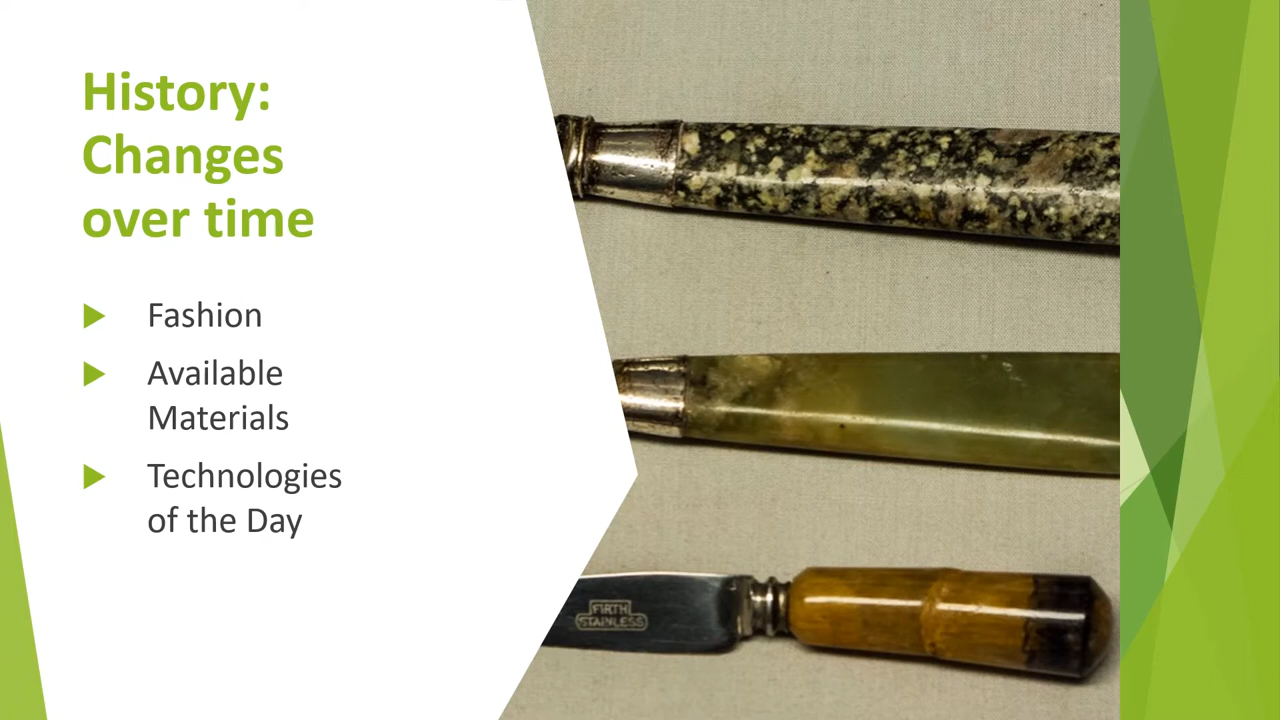 History:
Changes
over time
Fashion
Available
Materials
Technologies
of the Day
FIRTH
STAINLESS